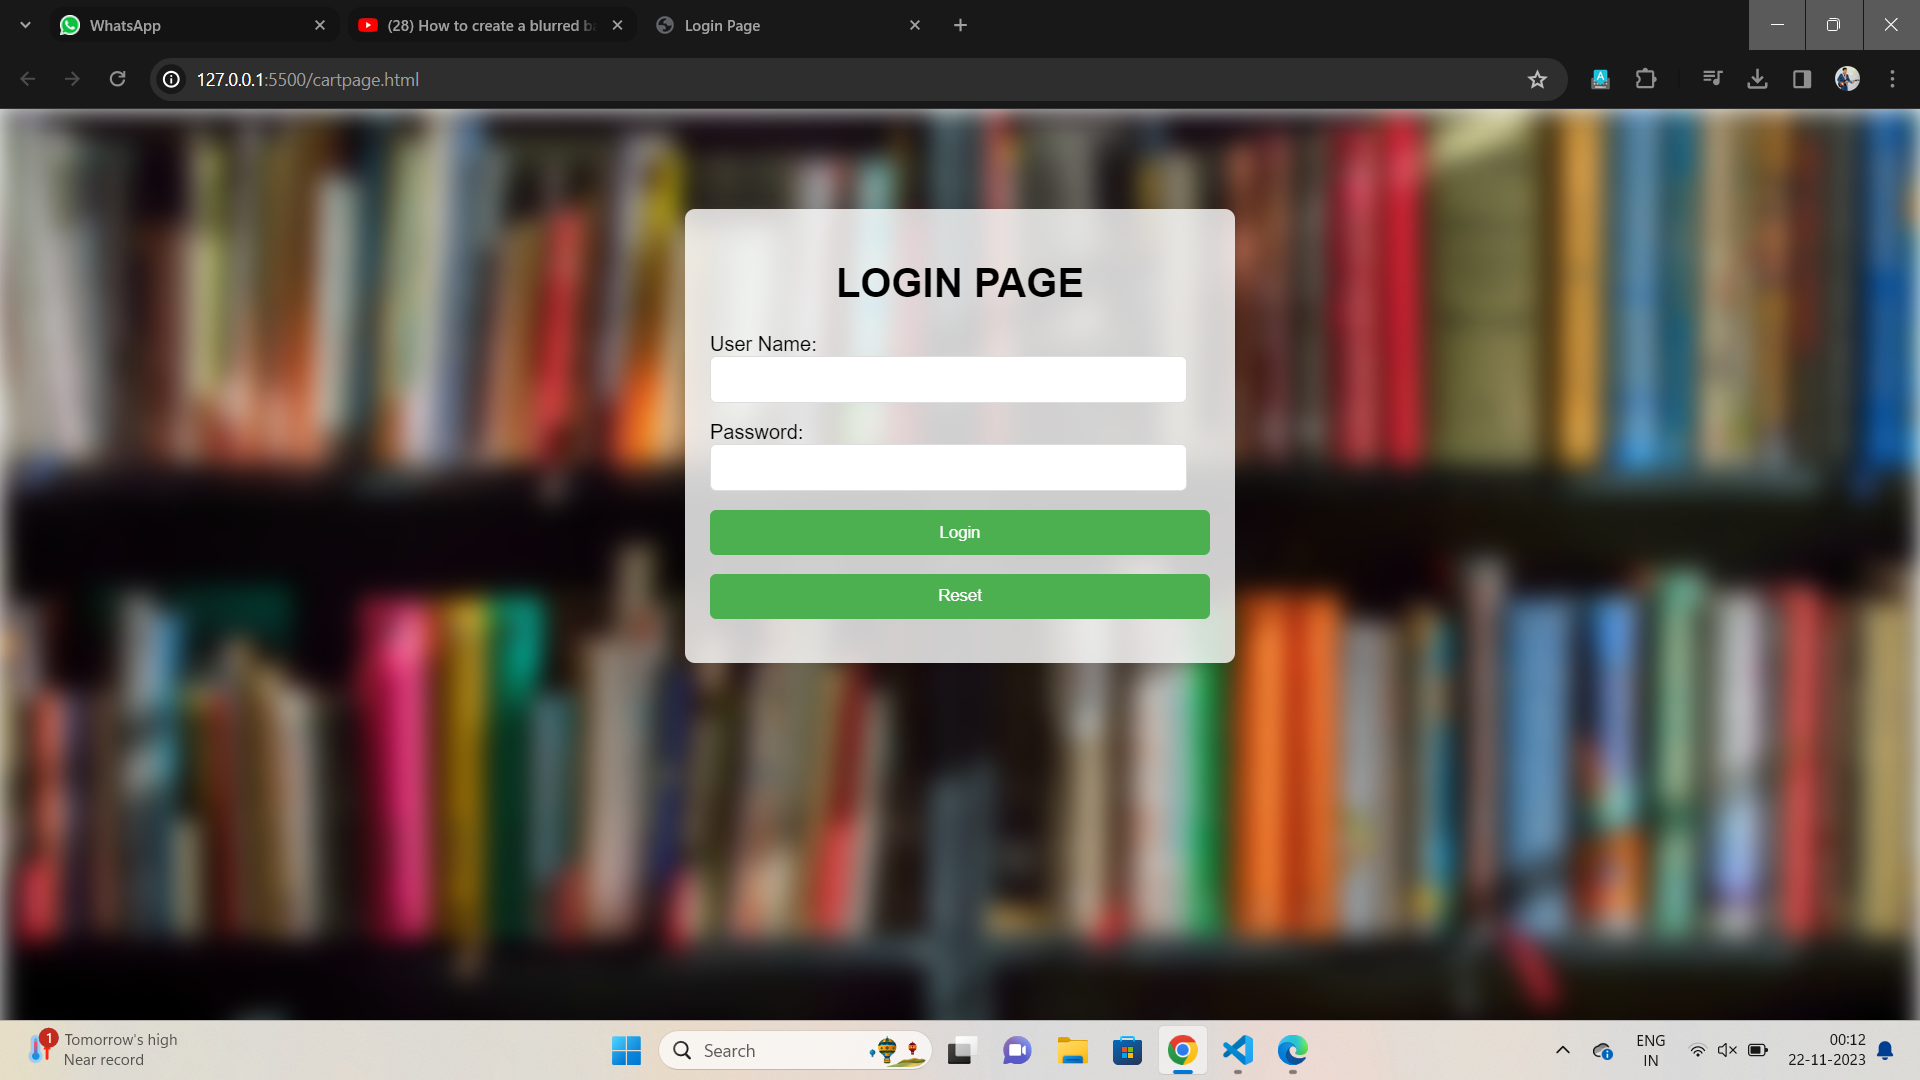 WhatsApp
(28) How to create a blurred b
Login Page
127.0.0.1:5500/cartpage.html
LOGIN PAGE
User Name:
Password:
Login
Reset
1
Tomorrow's high
Near record
Search
ENG
IN
00:12
22-11-2023